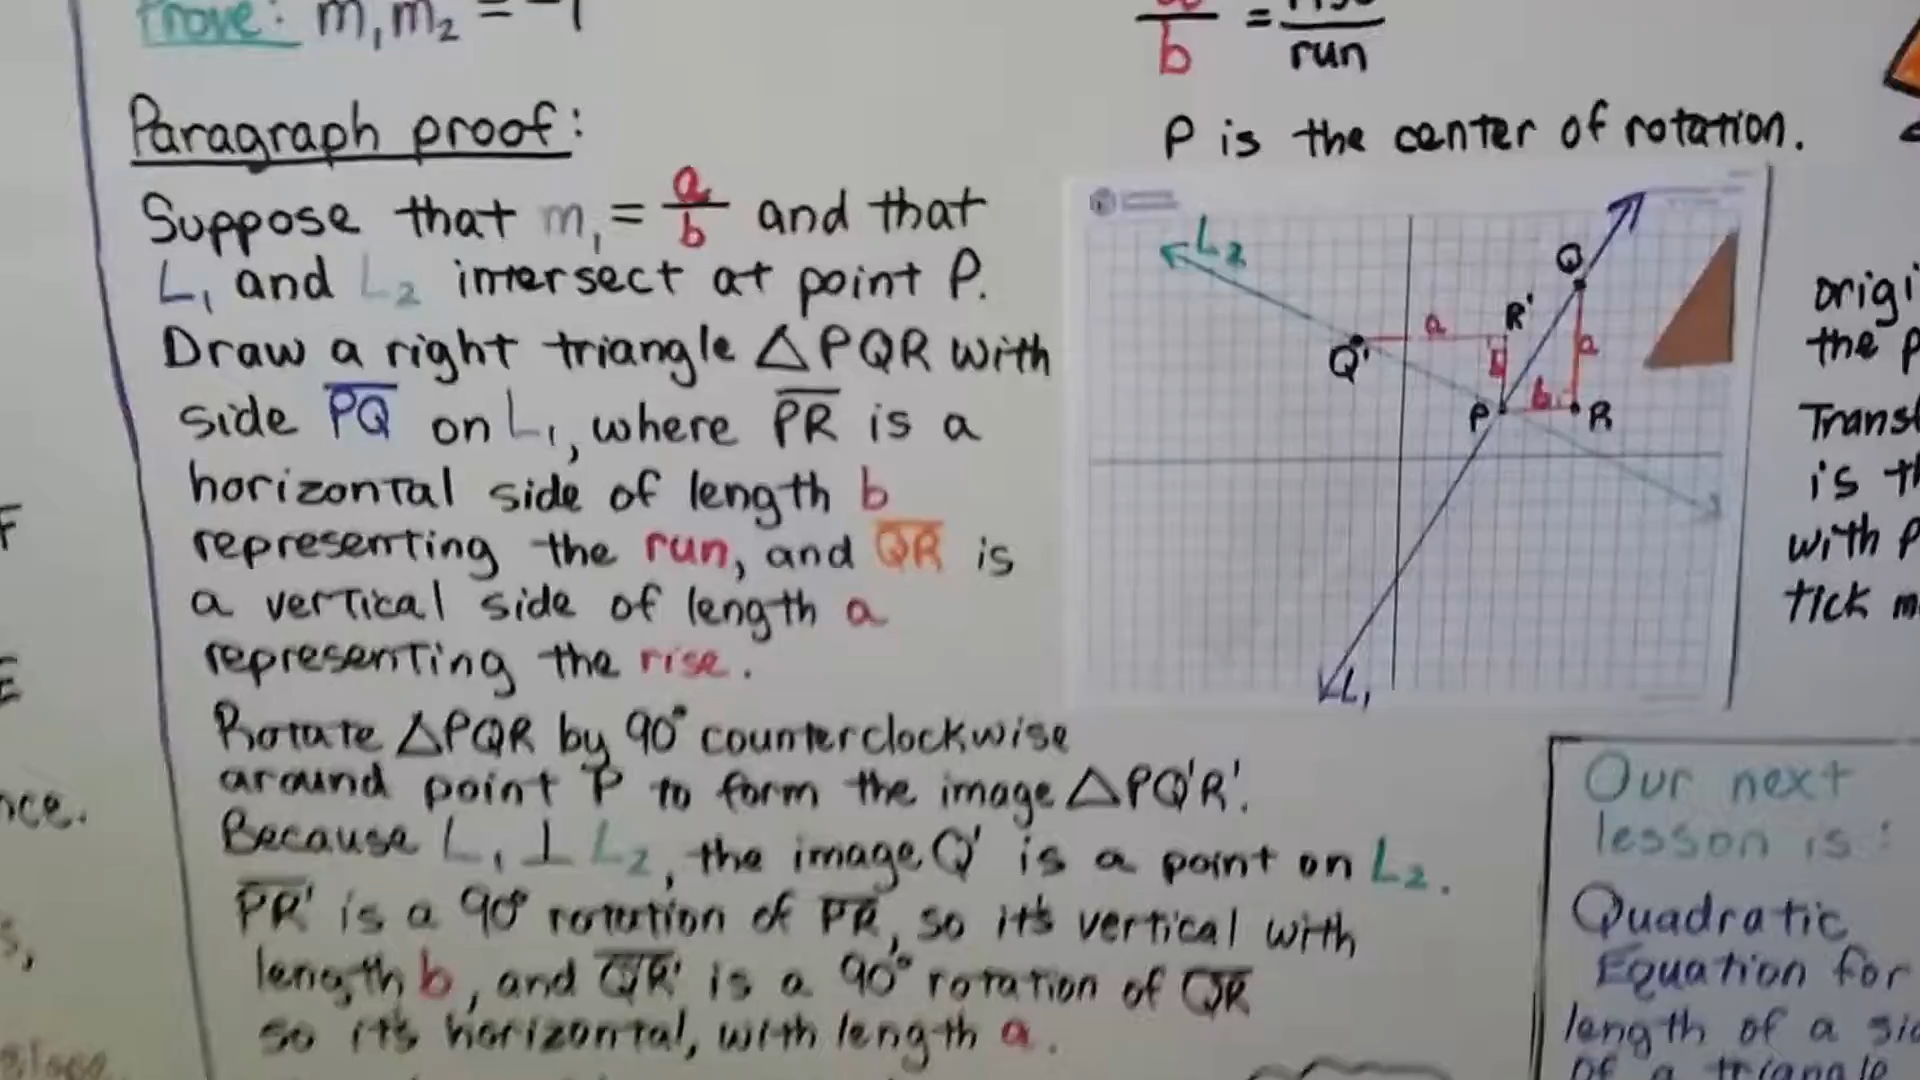 Prove: m₁m₂ = -1
Paragraph proof:
Suppose that m₁ = a/b and that
L₁ and L₂ intersect at point P.
Draw a right triangle △PQR with
side PQ on L₁, where PR is a
horizontal side of length b
representing the run, and QR is
a vertical side of length a
representing the rise.
Rotate △PQR by 90° counterclockwise
around point P to form the image △PQ'R'.
Because L₁ ⊥ L₂, the image Q' is a point on L₂.
PR' is a 90° rotation of PR, so it's vertical with
length b, and QR' is a 90° rotation of QR
so it's horizontal, with length a.
b = run
P is the center of rotation.
L₂
Q
a
R'
Q'
a
b
P
b
R
L₁
the
is
with
tick
Our next
lesson is:
Quadratic
Equation for
length of a
of a triangle